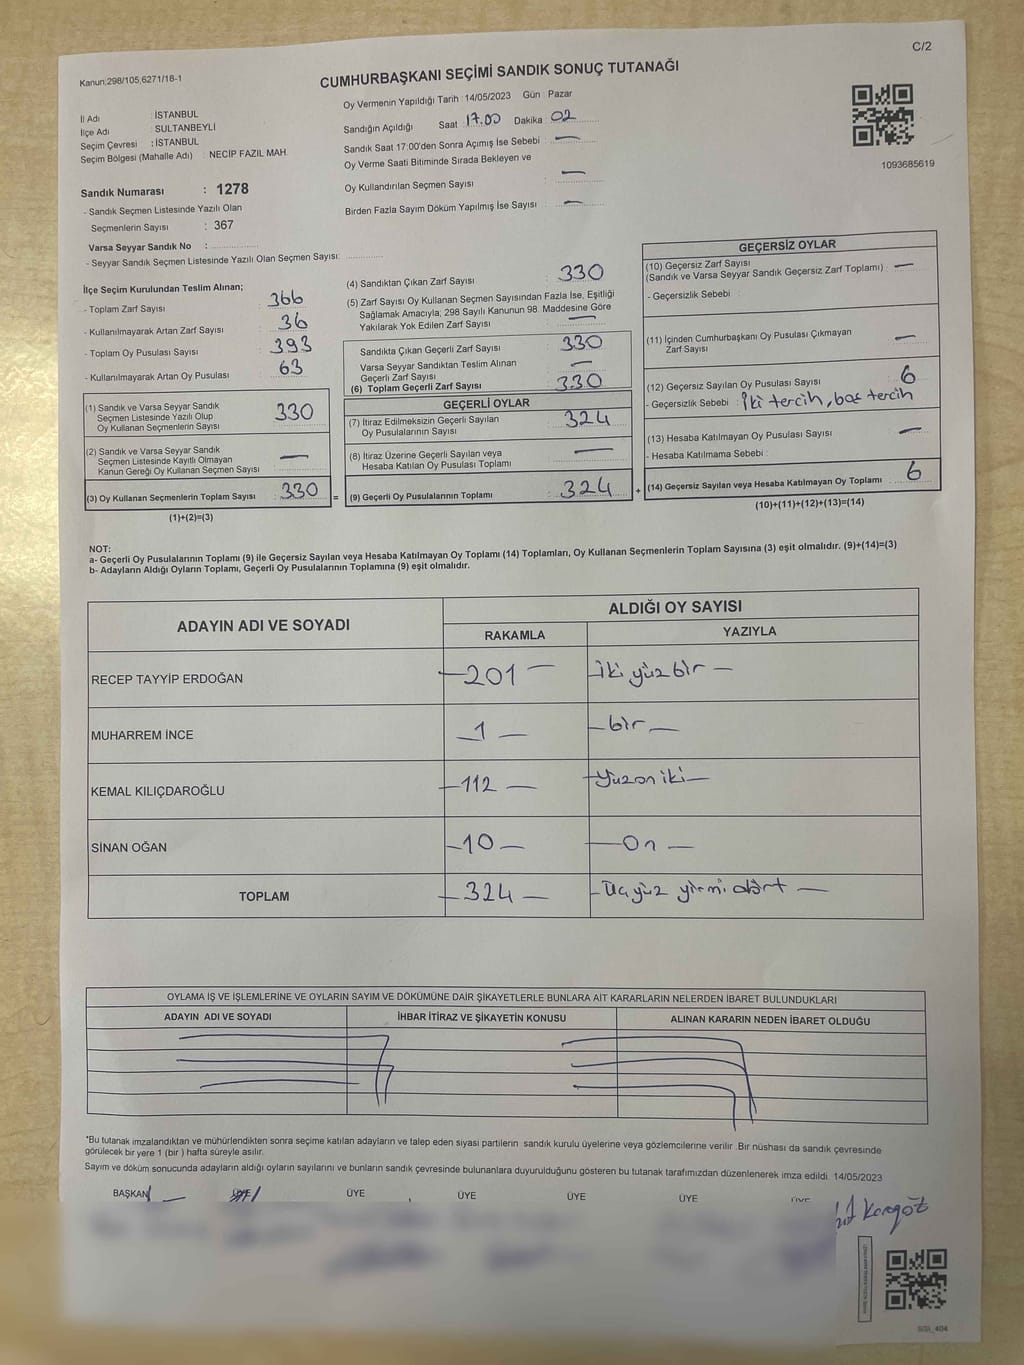 C/2
Kanun:298/105,6271/18-1
CUMHURBAŞKANI SEÇİMİ SANDIK SONUÇ TUTANAĞI
Oy Vermenin Yapıldığı Tarih :14/05/2023 Gün : Pazar
İl Adı İSTANBUL
İlçe Adı SULTANBEYLİ
Seçim Çevresi : İSTANBUL
Seçim Bölgesi (Mahalle Adı) : NECİP FAZIL MAH.
Sandığın Açıldığı Saat 17.00 Dakika : 02
Sandık Saat 17:00'den Sonra Açımış İse Sebebi : —
Oy Verme Saati Bitiminde Sırada Bekleyen ve
Oy Kullandırılan Seçmen Sayısı : —
Birden Fazla Sayım Döküm Yapılmış İse Sayısı : —
1093685619
Sandık Numarası : 1278
- Sandık Seçmen Listesinde Yazılı Olan
Seçmenlerin Sayısı : 367
Varsa Seyyar Sandık No :
- Seyyar Sandık Seçmen Listesinde Yazılı Olan Seçmen Sayısı:
İlçe Seçim Kurulundan Teslim Alınan;
- Toplam Zarf Sayısı : 366
- Kullanılmayarak Artan Zarf Sayısı : 36
- Toplam Oy Pusulası Sayısı : 393
- Kullanılmayarak Artan Oy Pusulası : 63
(1) Sandık ve Varsa Seyyar Sandık
Seçmen Listesinde Yazılı Olup
Oy Kullanan Seçmenlerin Sayısı : 330
(2) Sandık ve Varsa Seyyar Sandık
Seçmen Listesinde Kayıtlı Olmayan
Kanun Gereği Oy Kullanan Seçmen Sayısı : —
(3) Oy Kullanan Seçmenlerin Toplam Sayısı : 330 =
(1)+(2)=(3)
(4) Sandıktan Çıkan Zarf Sayısı : 330
(5) Zarf Sayısı Oy Kullanan Seçmen Sayısından Fazla İse, Eşitliği
Sağlamak Amacıyla; 298 Sayılı Kanunun 98. Maddesine Göre
Yakılarak Yok Edilen Zarf Sayısı : —
Sandıkta Çıkan Geçerli Zarf Sayısı : 330
Varsa Seyyar Sandıktan Teslim Alınan
Geçerli Zarf Sayısı : —
(6) Toplam Geçerli Zarf Sayısı : 330
GEÇERLİ OYLAR
(7) İtiraz Edilmeksizin Geçerli Sayılan
Oy Pusulalarının Sayısı : 324
(8) İtiraz Üzerine Geçerli Sayılan veya
Hesaba Katılan Oy Pusulası Toplamı : —
(9) Geçerli Oy Pusulalarının Toplamı : 324 +
GEÇERSİZ OYLAR
(10) Geçersiz Zarf Sayısı
(Sandık ve Varsa Seyyar Sandık Geçersiz Zarf Toplamı) : —
- Geçersizlik Sebebi :
(11) İçinden Cumhurbaşkanı Oy Pusulası Çıkmayan
Zarf Sayısı : —
(12) Geçersiz Sayılan Oy Pusulası Sayısı : 6
- Geçersizlik Sebebi : İki tercih, boş tercih
(13) Hesaba Katılmayan Oy Pusulası Sayısı : —
- Hesaba Katılmama Sebebi :
(14) Geçersiz Sayılan veya Hesaba Katılmayan Oy Toplamı : 6
(10)+(11)+(12)+(13)=(14)
NOT:
a- Geçerli Oy Pusulalarının Toplamı (9) ile Geçersiz Sayılan veya Hesaba Katılmayan Oy Toplamı (14) Toplamları, Oy Kullanan Seçmenlerin Toplam Sayısına (3) eşit olmalıdır. (9)+(14)=(3)
b- Adayların Aldığı Oyların Toplamı, Geçerli Oy Pusulalarının Toplamına (9) eşit olmalıdır.
ADAYIN ADI VE SOYADI ALDIĞI OY SAYISI
RAKAMLA YAZIYLA
RECEP TAYYİP ERDOĞAN —201— —İki yüz bir—
MUHARREM İNCE —1— —bir—
KEMAL KILIÇDAROĞLU —112— —Yüz on iki—
SİNAN OĞAN —10— —On—
TOPLAM —324— —Üçyüz yirmi dört—
OYLAMA İŞ VE İŞLEMLERİNE VE OYLARIN SAYIM VE DÖKÜMÜNE DAİR ŞİKAYETLERLE BUNLARA AİT KARARLARIN NELERDEN İBARET BULUNDUKLARI
ADAYIN ADI VE SOYADI İHBAR İTİRAZ VE ŞİKAYETİN KONUSU ALINAN KARARIN NEDEN İBARET OLDUĞU
*Bu tutanak imzalandıktan ve mühürlendikten sonra seçime katılan adayların ve talep eden siyasi partilerin sandık kurulu üyelerine veya gözlemcilerine verilir. Bir nüshası da sandık çevresinde
görülecek bir yere 1 (bir ) hafta süreyle asılır.
Sayım ve döküm sonucunda adayların aldığı oyların sayılarını ve bunların sandık çevresinde bulunanlara duyurulduğunu gösteren bu tutanak tarafımızdan düzenlenerek imza edildi. 14/05/2023
BAŞKAN ÜYE ÜYE ÜYE ÜYE ÜYE ÜYE